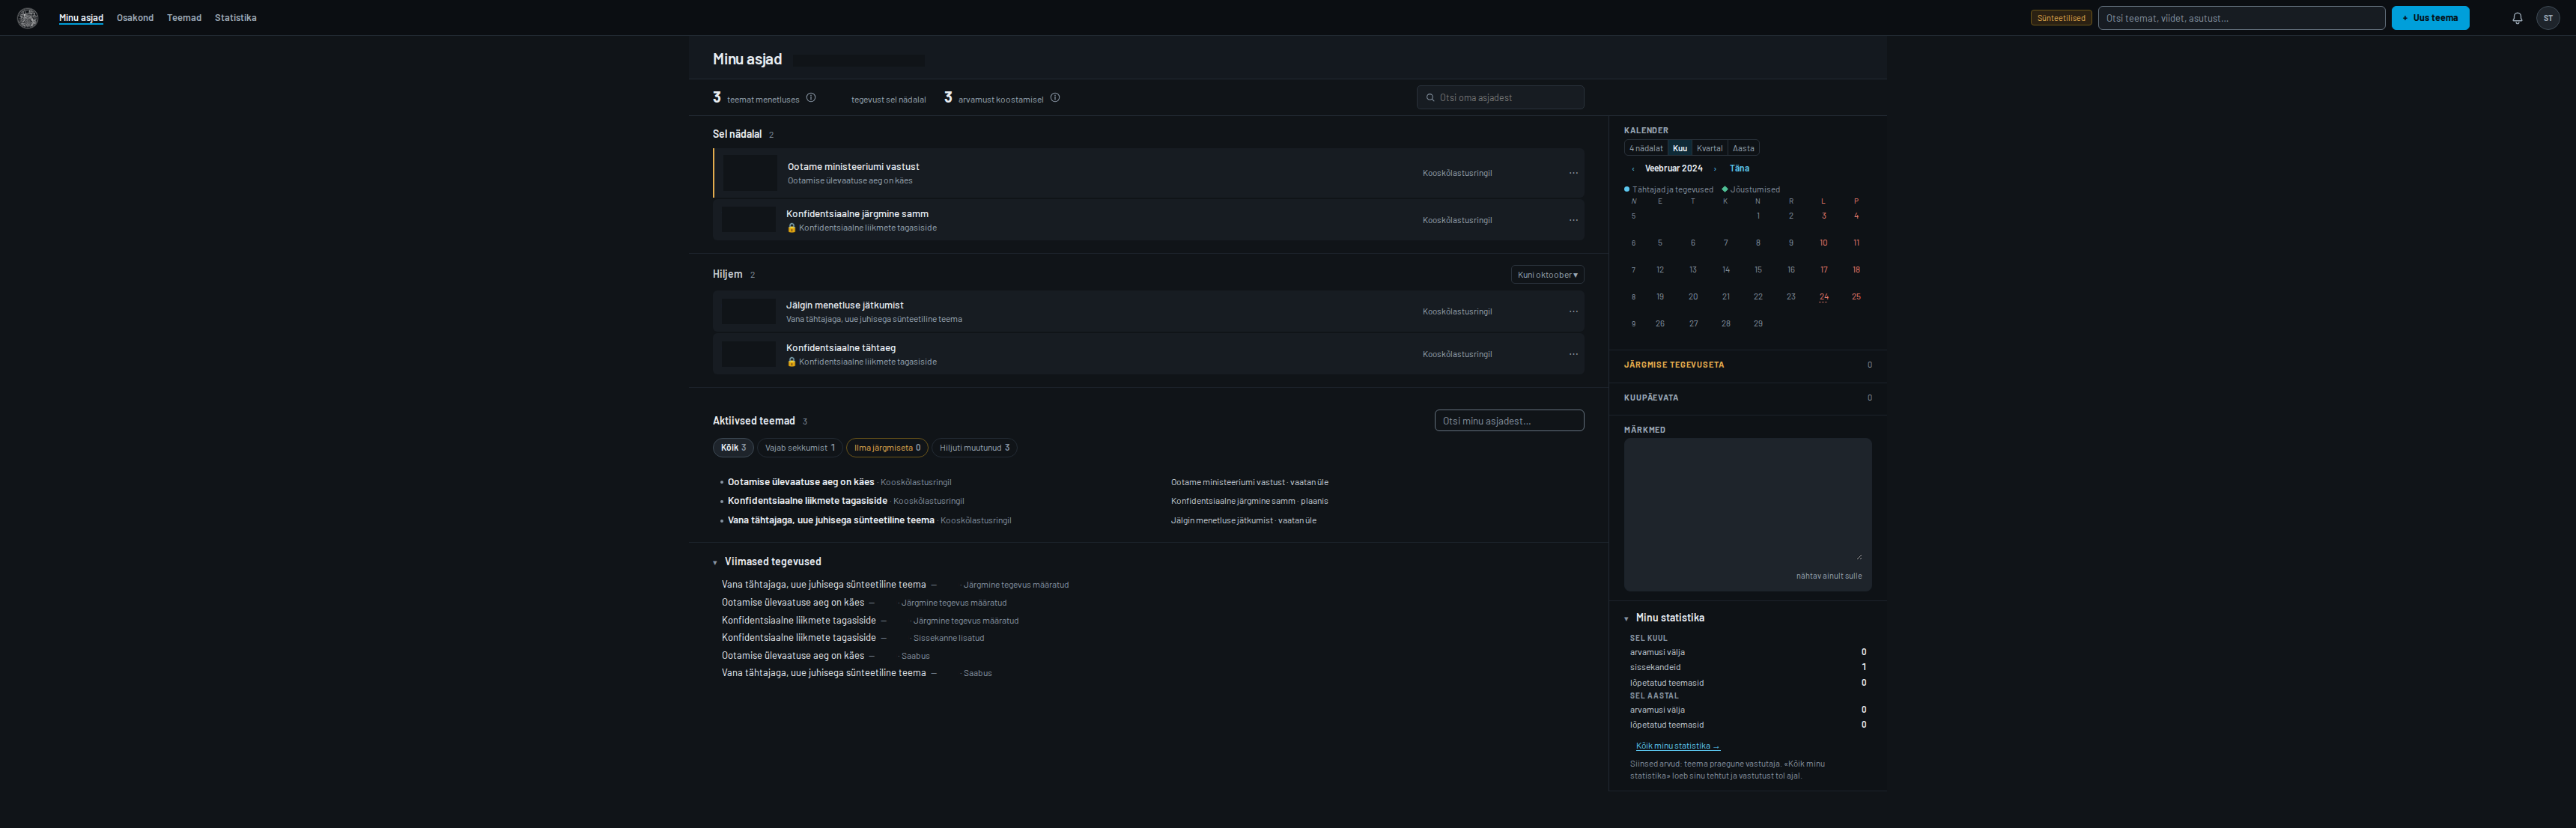 Minu asjad Osakond Teemad Statistika Sünteetilised Otsi teemat, viidet, asutust... + Uus teema ST
Minu asjad
3 teemat menetluses tegevust sel nädalal 3 arvamust koostamisel Otsi oma asjadest
Sel nädalal 2
Ootame ministeeriumi vastust
Ootamise ülevaatuse aeg on käes
Kooskõlastusringil ...
Konfidentsiaalne järgmine samm
🔒 Konfidentsiaalne liikmete tagasiside
Kooskõlastusringil ...
Hiljem 2 Kuni oktoober ▾
Jälgin menetluse jätkumist
Vana tähtajaga, uue juhisega sünteetiline teema
Kooskõlastusringil ...
Konfidentsiaalne tähtaeg
🔒 Konfidentsiaalne liikmete tagasiside
Kooskõlastusringil ...
Aktiivsed teemad 3 Otsi minu asjadest...
Kõik 3 Vajab sekkumist 1 Ilma järgmiseta 0 Hiljuti muutunud 3
Ootamise ülevaatuse aeg on käes · Kooskõlastusringil Ootame ministeeriumi vastust · vaatan üle
Konfidentsiaalne liikmete tagasiside · Kooskõlastusringil Konfidentsiaalne järgmine samm · plaanis
Vana tähtajaga, uue juhisega sünteetiline teema · Kooskõlastusringil Jälgin menetluse jätkumist · vaatan üle
▾ Viimased tegevused
Vana tähtajaga, uue juhisega sünteetiline teema — · Järgmine tegevus määratud
Ootamise ülevaatuse aeg on käes — · Järgmine tegevus määratud
Konfidentsiaalne liikmete tagasiside — · Järgmine tegevus määratud
Konfidentsiaalne liikmete tagasiside — · Sissekanne lisatud
Ootamise ülevaatuse aeg on käes — · Saabus
Vana tähtajaga, uue juhisega sünteetiline teema — · Saabus
KALENDER
4 nädalat Kuu Kvartal Aasta
‹ Veebruar 2024 › Täna
Tähtajad ja tegevused Jõustumised
N E T K N R L P
5 1 2 3 4
6 5 6 7 8 9 10 11
7 12 13 14 15 16 17 18
8 19 20 21 22 23 24 25
9 26 27 28 29
JÄRGMISE TEGEVUSETA 0
KUUPÄEVATA 0
MÄRKMED
nähtav ainult sulle
▾ Minu statistika
SEL KUUL
arvamusi välja 0
sissekandeid 1
lõpetatud teemasid 0
SEL AASTAL
arvamusi välja 0
lõpetatud teemasid 0
Kõik minu statistika →
Siinsed arvud: teema praegune vastutaja. «Kõik minu
statistika» loeb sinu tehtut ja vastutust tol ajal.